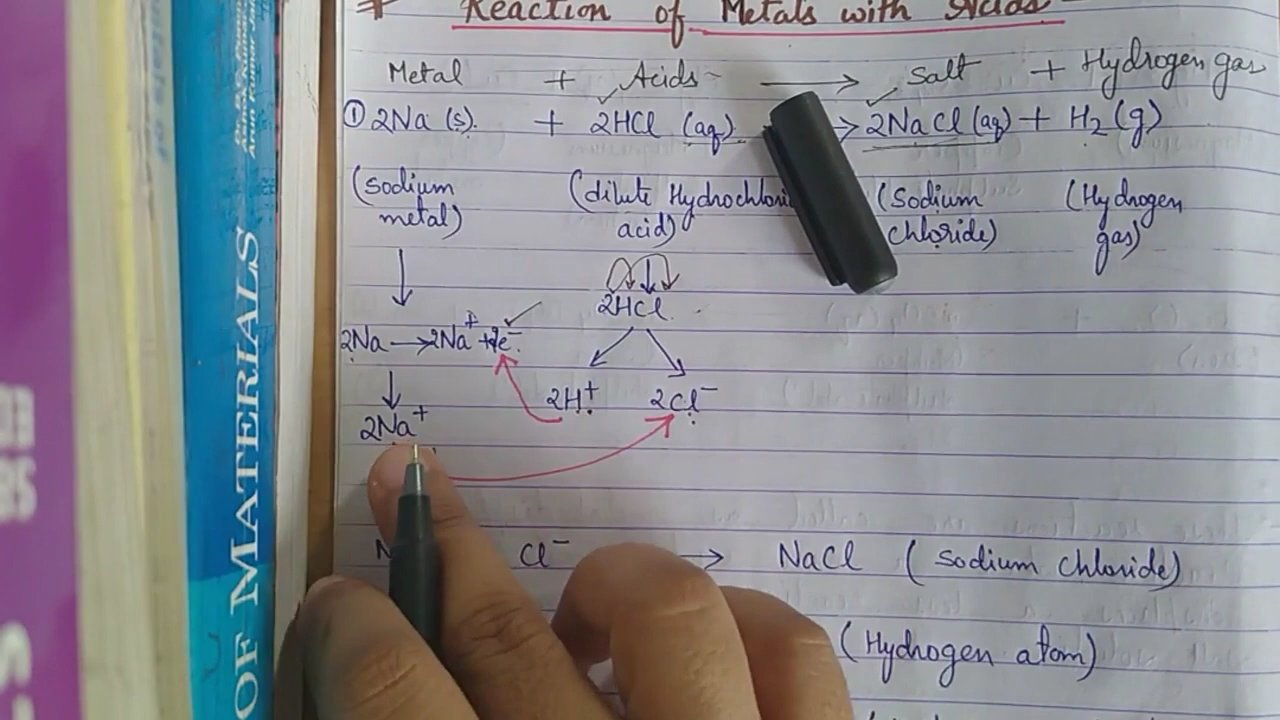 # Reaction of Metals with Acids
Metal + Acids → Salt + Hydrogen gas
① 2Na (s). + 2HCl (aq) → 2NaCl (aq) + H₂(g)
(sodium metal) (dilute Hydrochlori acid) (Sodium chloride) (Hydrogen gas)
2HCl
2Na → 2Na⁺ + 2e⁻
2H⁺ 2Cl⁻
2Na⁺
N Cl⁻ → NaCl (Sodium chloride)
(Hydrogen atom)
OF MATERIALS